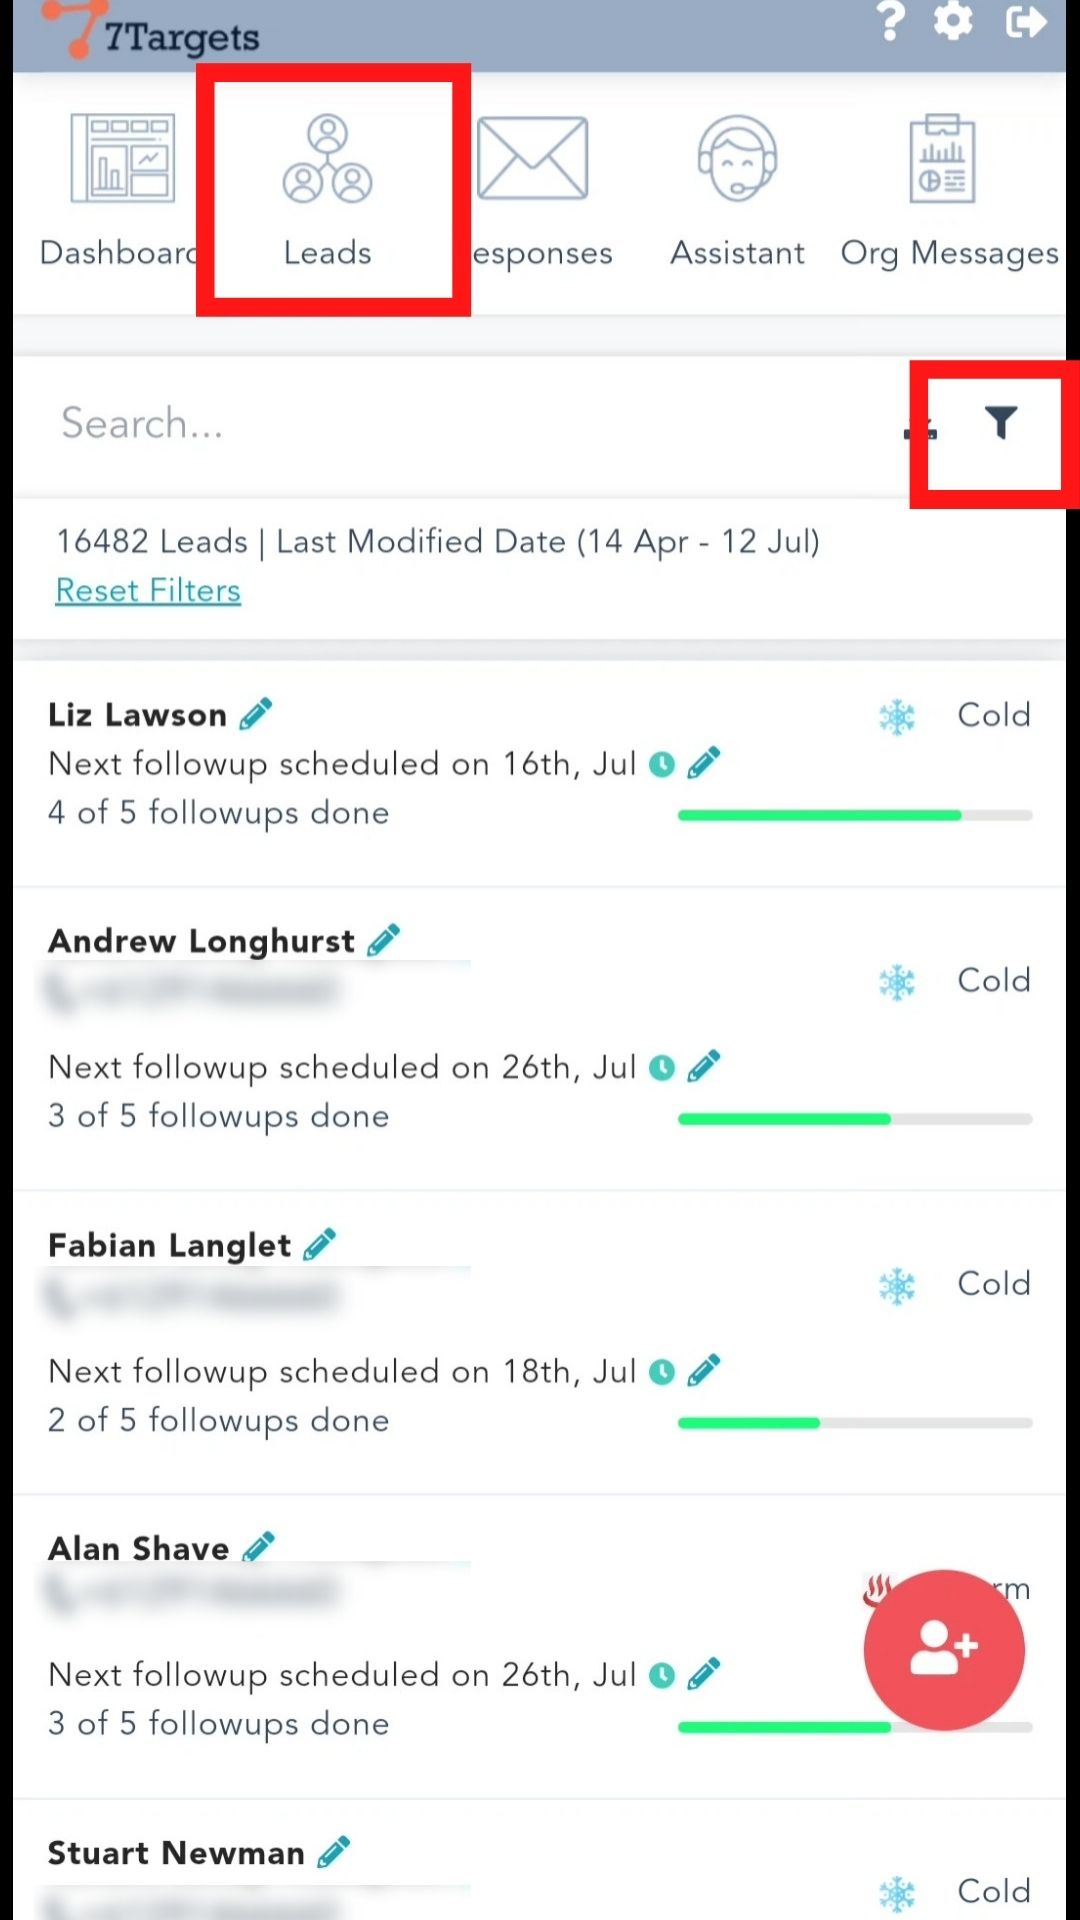 7Targets
Dashboard Leads esponses Assistant Org Messages
Search...
16482 Leads | Last Modified Date (14 Apr - 12 Jul)
Reset Filters
Liz Lawson Cold
Next followup scheduled on 16th, Jul
4 of 5 followups done
Andrew Longhurst
Cold
Next followup scheduled on 26th, Jul
3 of 5 followups done
Fabian Langlet
Cold
Next followup scheduled on 18th, Jul
2 of 5 followups done
Alan Shave
rm
Next followup scheduled on 26th, Jul
3 of 5 followups done
Stuart Newman
Cold